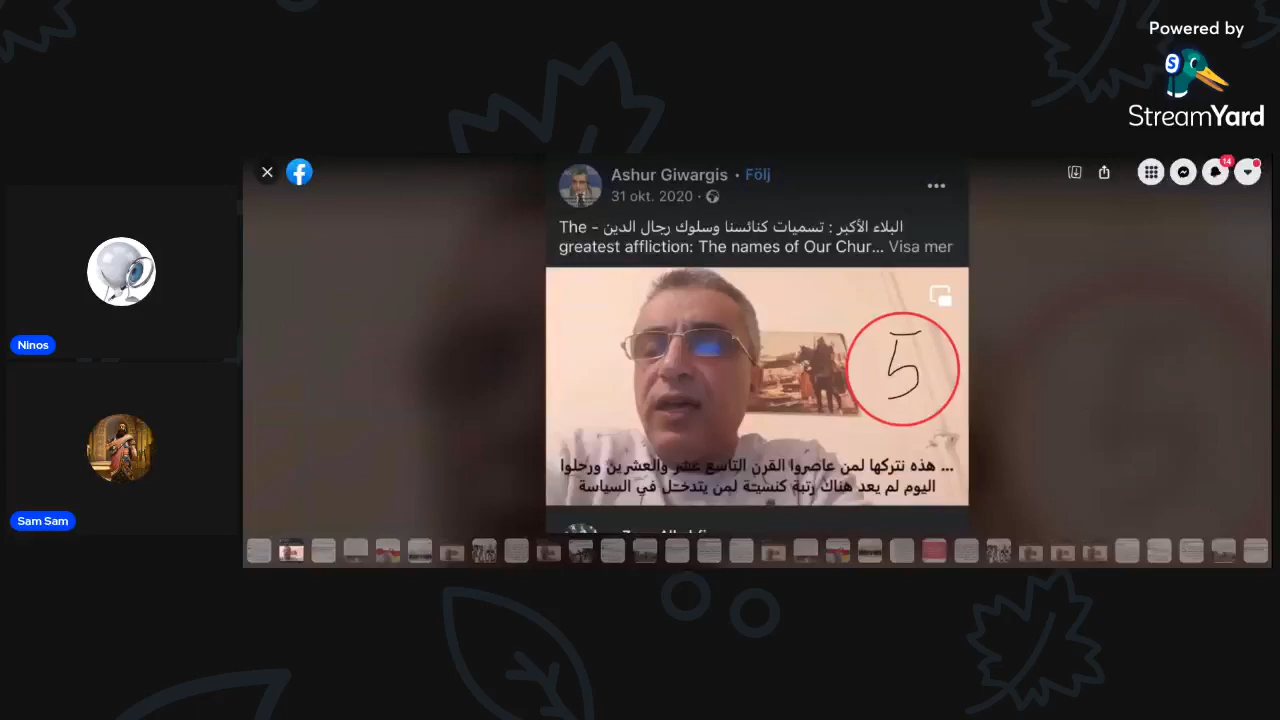 Powered by
StreamYard
Ashur Giwargis • Följ
31 okt. 2020
14
البلاء الأكبر : تسميات كنائسنا وسلوك رجال الدين - The
greatest affliction: The names of Our Chur... Visa mer
5
... هذه نتركها لمن عاصروا القرن التاسع عشر والعشرين ورحلوا
اليوم لم يعد هناك رتبة كنسيّة لمن يتدخّل في السياسة
Ninos
Sam Sam